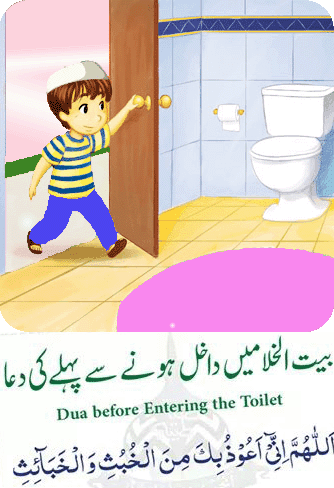 بیت الخلا میں داخل ہونے سے پہلے کی دعا
Dua before Entering the Toilet
اَللّٰهُمَّ اِنِّیْۤ اَعُوْذُ بِكَ مِنَ الْخُبُثِ وَ الْخَبَآئِثِ